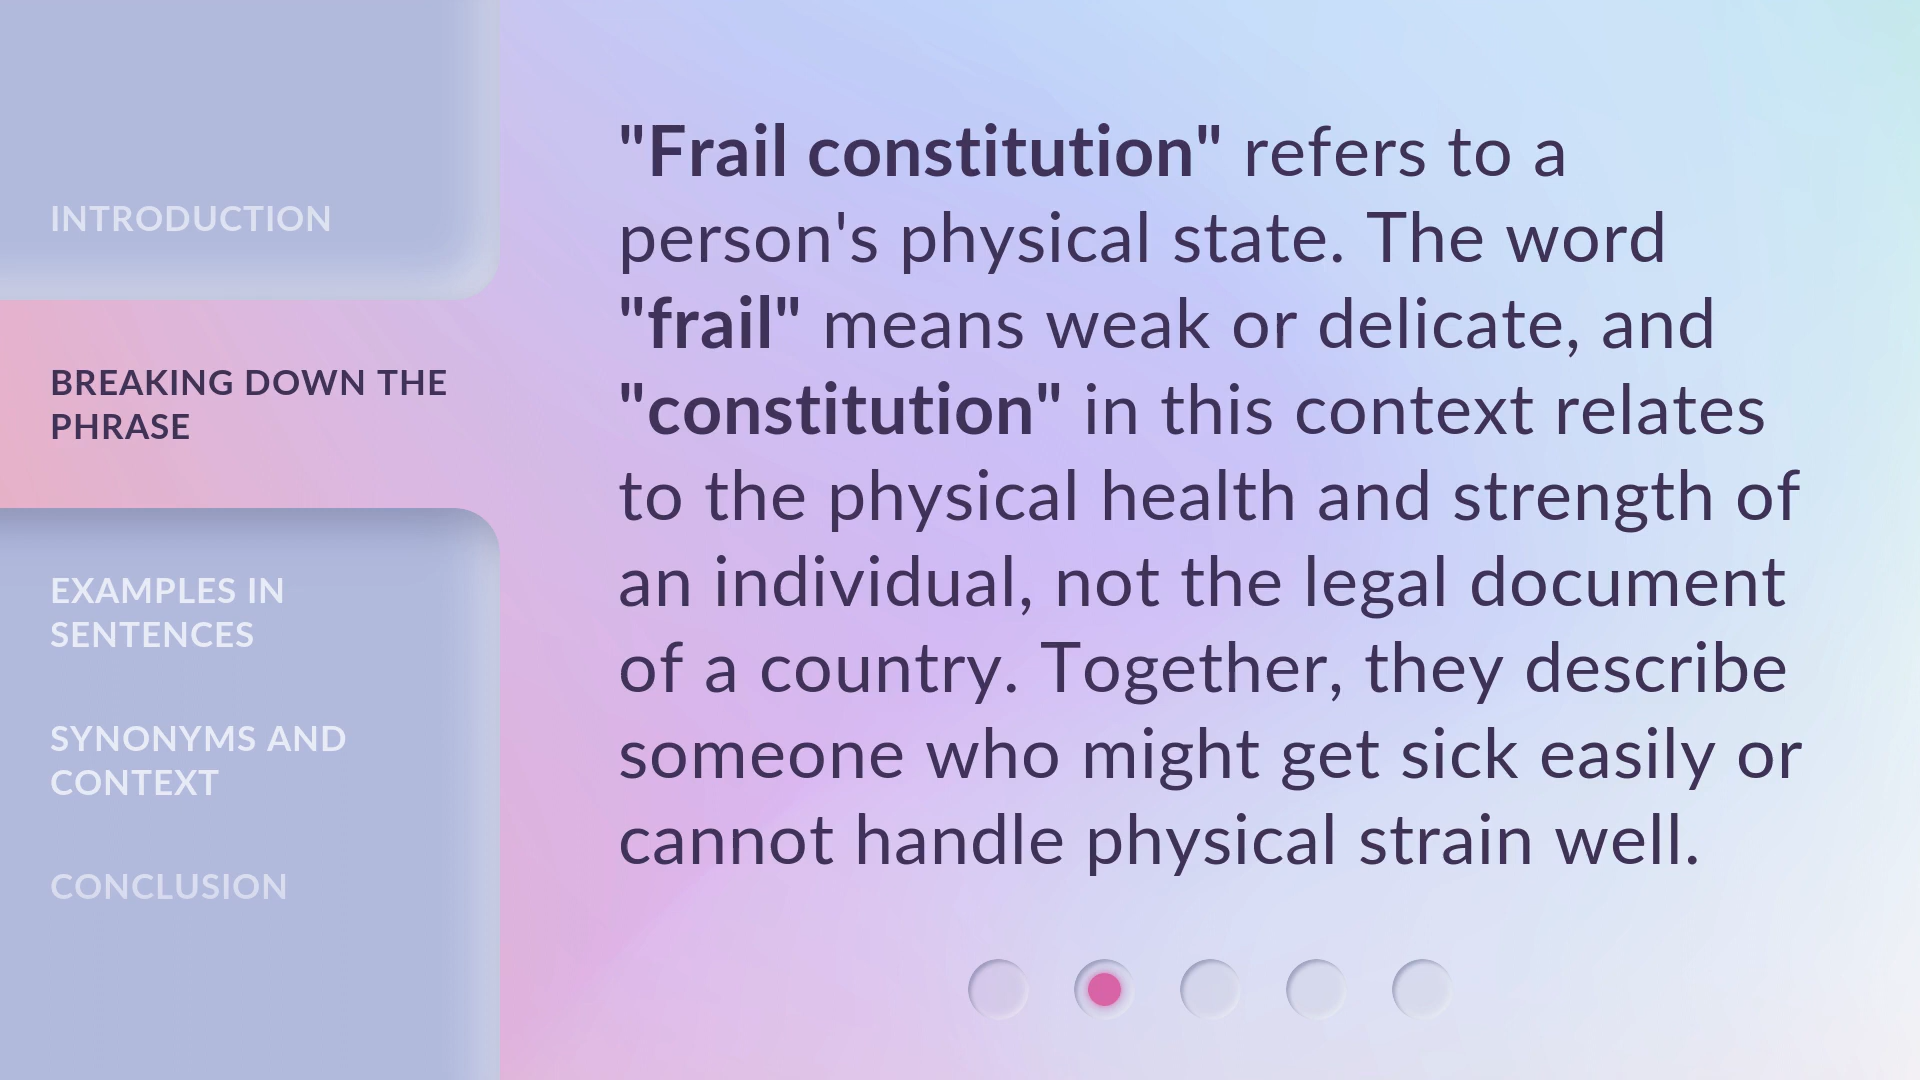 INTRODUCTION
BREAKING DOWN THE
PHRASE
EXAMPLES IN
SENTENCES
SYNONYMS AND
CONTEXT
CONCLUSION
"Frail constitution" refers to a
person's physical state. The word
"frail" means weak or delicate, and
"constitution" in this context relates
to the physical health and strength of
an individual, not the legal document
of a country. Together, they describe
someone who might get sick easily or
cannot handle physical strain well.